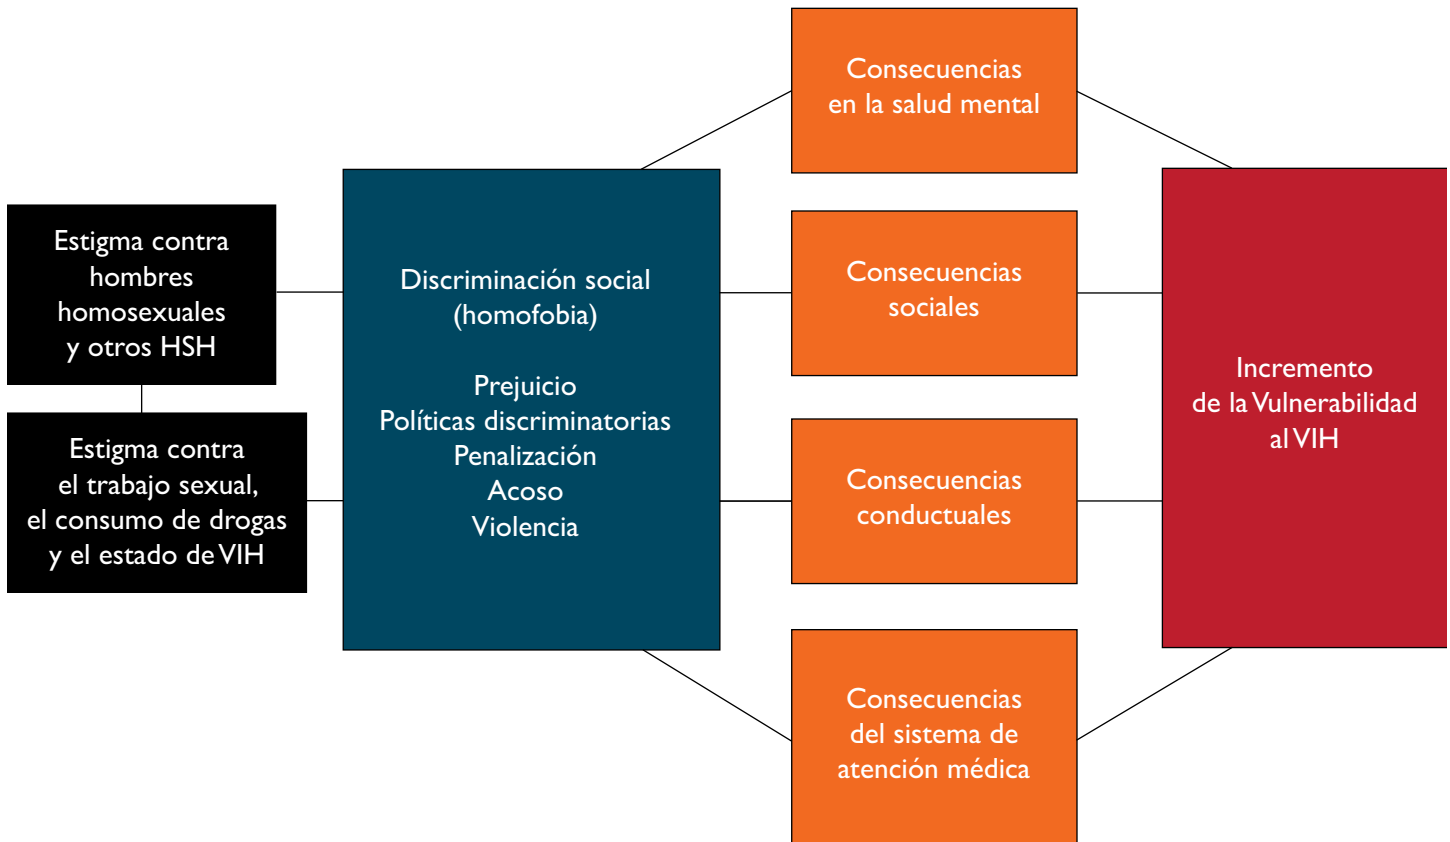 Estigma contra
hombres
homosexuales
y otros HSH
Estigma contra
el trabajo sexual,
el consumo de drogas
y el estado de VIH
Discriminación social
(homofobia)
Prejuicio
Políticas discriminatorias
Penalización
Acoso
Violencia
Consecuencias
en la salud mental
Consecuencias
sociales
Consecuencias
conductuales
Consecuencias
del sistema de
atención médica
Incremento
de la Vulnerabilidad
al VIH